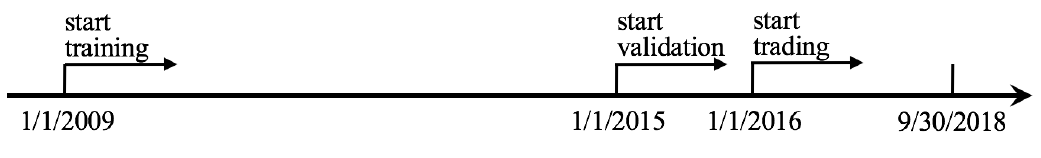 start
training
start
validation
start
trading
1/1/2009
1/1/2015
1/1/2016
9/30/2018